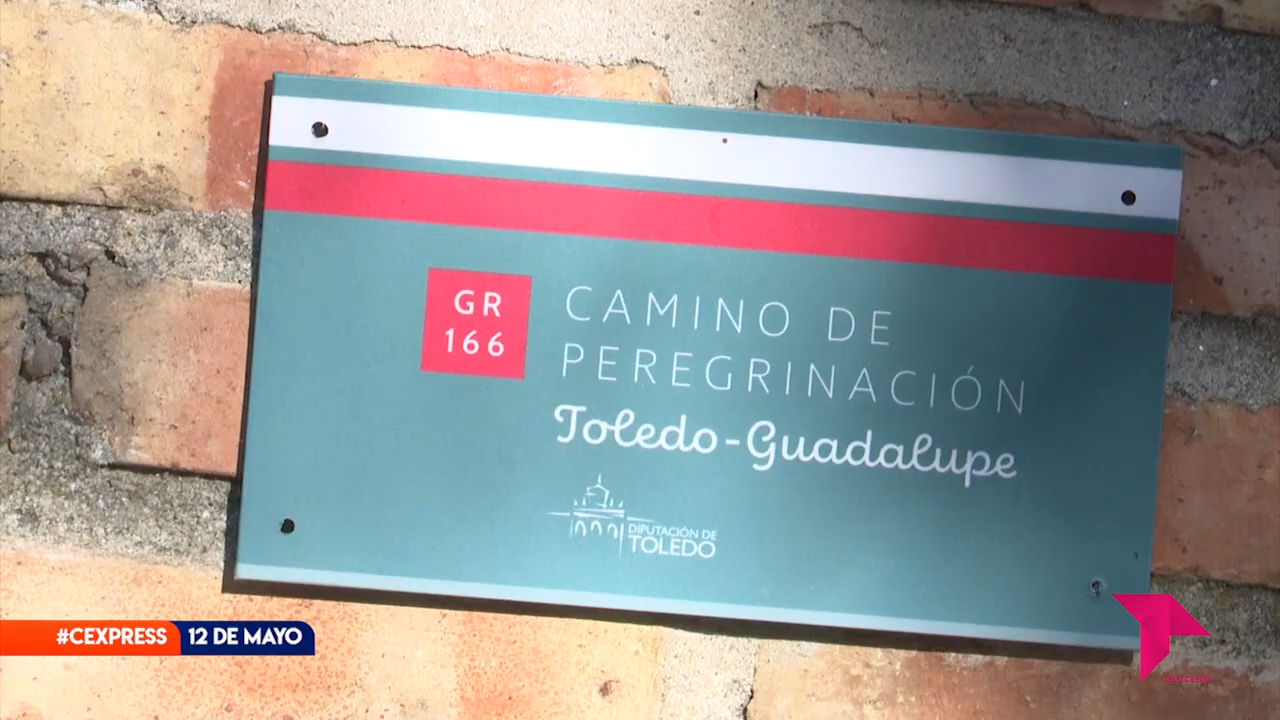 GR
166
CAMINO DE
PEREGRINACIÓN
Toledo-Guadalupe
DIPUTACIÓN DE
TOLEDO
#CEXPRESS 12 DE MAYO